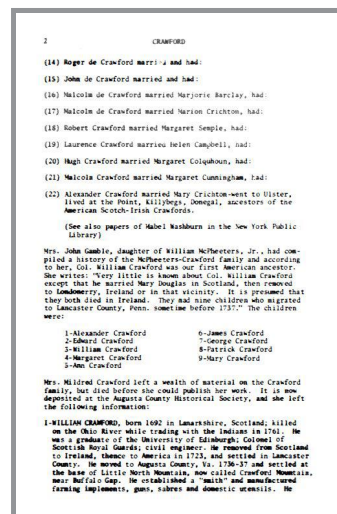 2
CRAWFORD
(14) Roger de Crawford married and had:
(15) John de Crawford married and had:
(16) Malcolm de Crawford married Marjorie Barclay, had:
(17) Malcolm de Crawford married Marion Crichton, had:
(18) Robert Crawford married Margaret Semple, had:
(19) Laurence Crawford married Helen Campbell, had:
(20) Hugh Crawford married Margaret Colquhoun, had:
(21) Malcolm Crawford married Margaret Cunningham, had:
(22) Alexander Crawford married Mary Crichton-went to Ulster,
lived at the Point, Killybegs, Donegal, ancestors of the
American Scotch-Irish Crawfords.
(See also papers of Mabel Washburn in the New York Public
Library)
Mrs. John Gamble, daughter of William McPheeters, Jr., had com-
piled a history of the McPheeters-Crawford family and according
to her, Col. William Crawford was our first American ancestor.
She writes: "Very little is known about Col. William Crawford
except that he married Mary Douglas in Scotland, then removed
to Londonerry, Ireland or in that vicinity. It is presumed that
they both died in Ireland. They had nine children who migrated
to Lancaster County, Penn. sometime before 1737." The children
were:
1-Alexander Crawford 6-James Crawford
2-Edward Crawford 7-George Crawford
3-William Crawford 8-Patrick Crawford
4-Margaret Crawford 9-Mary Crawford
5-Ann Crawford
Mrs. Mildred Crawford left a wealth of material on the Crawford
family, but died before she could publish her work. It is now
deposited at the Augusta County Historical Society, and she left
the following information:
I-WILLIAM CRAWFORD, born 1692 in Lanarkshire, Scotland; killed
on the Ohio River while trading with the Indians in 1761. He
was a graduate of the University of Edinburgh; Colonel of
Scottish Royal Guards; civil engineer. He removed from Scotland
to Ireland, thence to America in 1723, and settled in Lancaster
County. He moved to Augusta County, Va. 1736-37 and settled at
the base of Little North Mountain, now called Crawford Mountain,
near Buffalo Gap. He established a "smith" and manufactured
farming implements, guns, sabres and domestic utensils. He